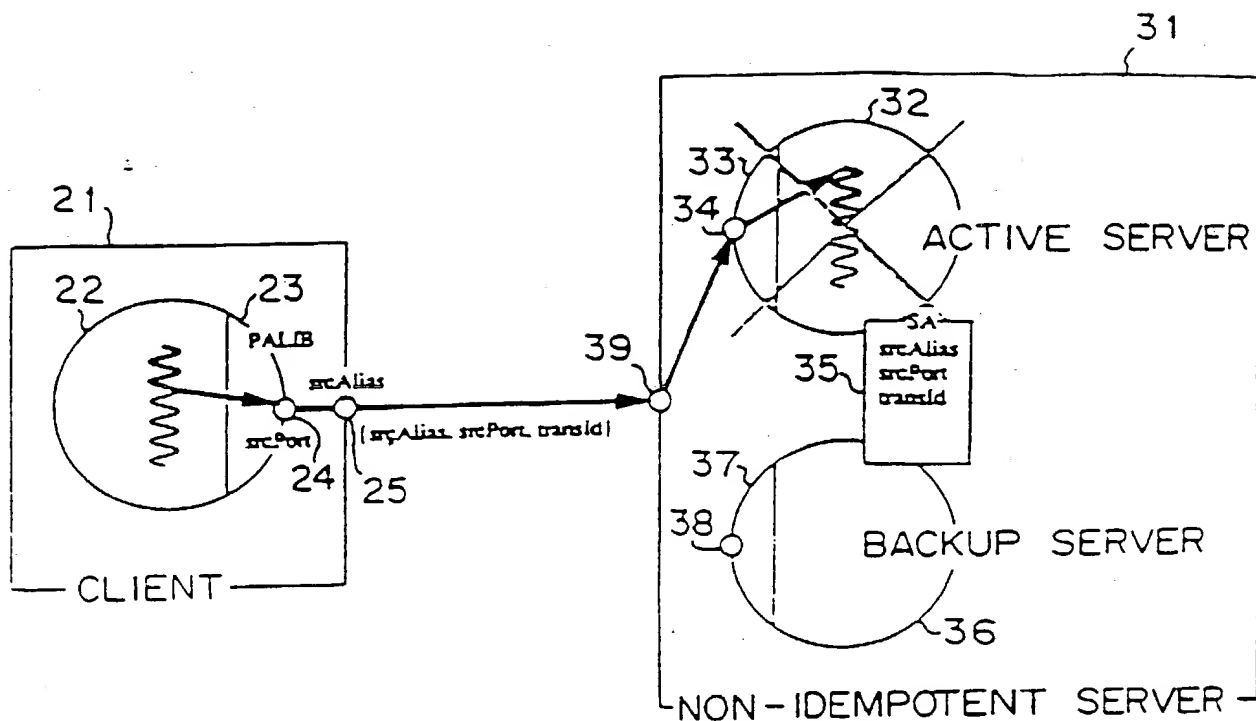 31
32
33
34
ACTIVE SERVER
21
22
23
PALIB
39
srcAlias
srcPort
24
25
{srcAlias, srcPort, transId}
SA
srcAlias
srcPort
transId
35
37
38
BACKUP SERVER
36
CLIENT
NON-IDEMPOTENT SERVER